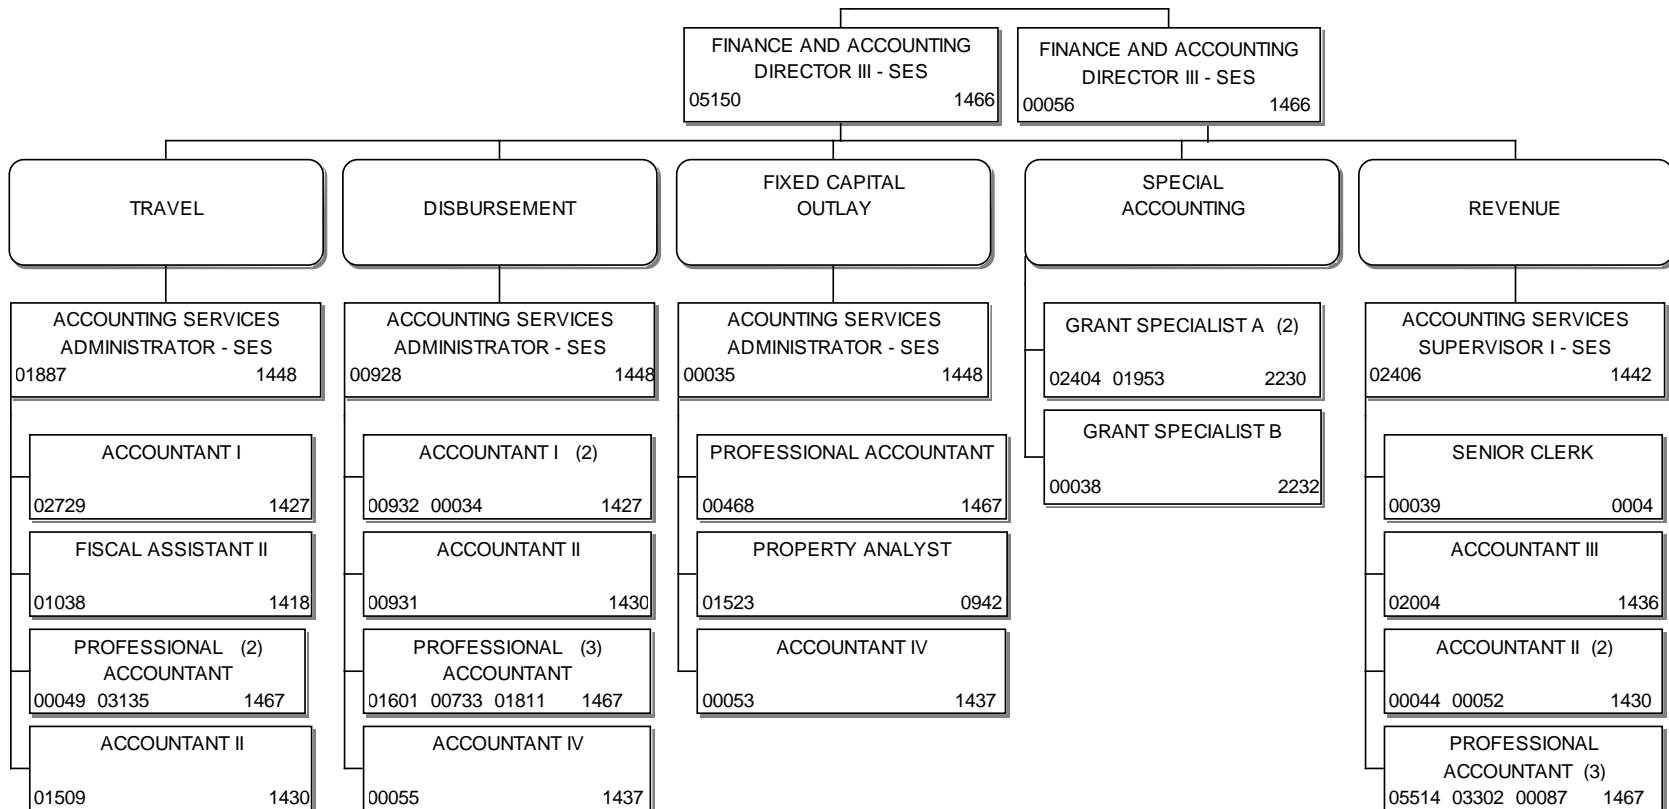 FINANCE AND ACCOUNTING
DIRECTOR III - SES
05150 1466
FINANCE AND ACCOUNTING
DIRECTOR III - SES
00056 1466
TRAVEL
DISBURSEMENT
FIXED CAPITAL
OUTLAY
SPECIAL
ACCOUNTING
REVENUE
ACCOUNTING SERVICES
ADMINISTRATOR - SES
01887 1448
ACCOUNTANT I
02729 1427
FISCAL ASSISTANT II
01038 1418
PROFESSIONAL (2)
ACCOUNTANT
00049 03135 1467
ACCOUNTANT II
01509 1430
ACCOUNTING SERVICES
ADMINISTRATOR - SES
00928 1448
ACCOUNTANT I (2)
00932 00034 1427
ACCOUNTANT II
00931 1430
PROFESSIONAL (3)
ACCOUNTANT
01601 00733 01811 1467
ACCOUNTANT IV
00055 1437
ACOUNTING SERVICES
ADMINISTRATOR - SES
00035 1448
PROFESSIONAL ACCOUNTANT
00468 1467
PROPERTY ANALYST
01523 0942
ACCOUNTANT IV
00053 1437
GRANT SPECIALIST A (2)
02404 01953 2230
GRANT SPECIALIST B
00038 2232
ACCOUNTING SERVICES
SUPERVISOR I - SES
02406 1442
SENIOR CLERK
00039 0004
ACCOUNTANT III
02004 1436
ACCOUNTANT II (2)
00044 00052 1430
PROFESSIONAL
ACCOUNTANT (3)
05514 03302 00087 1467